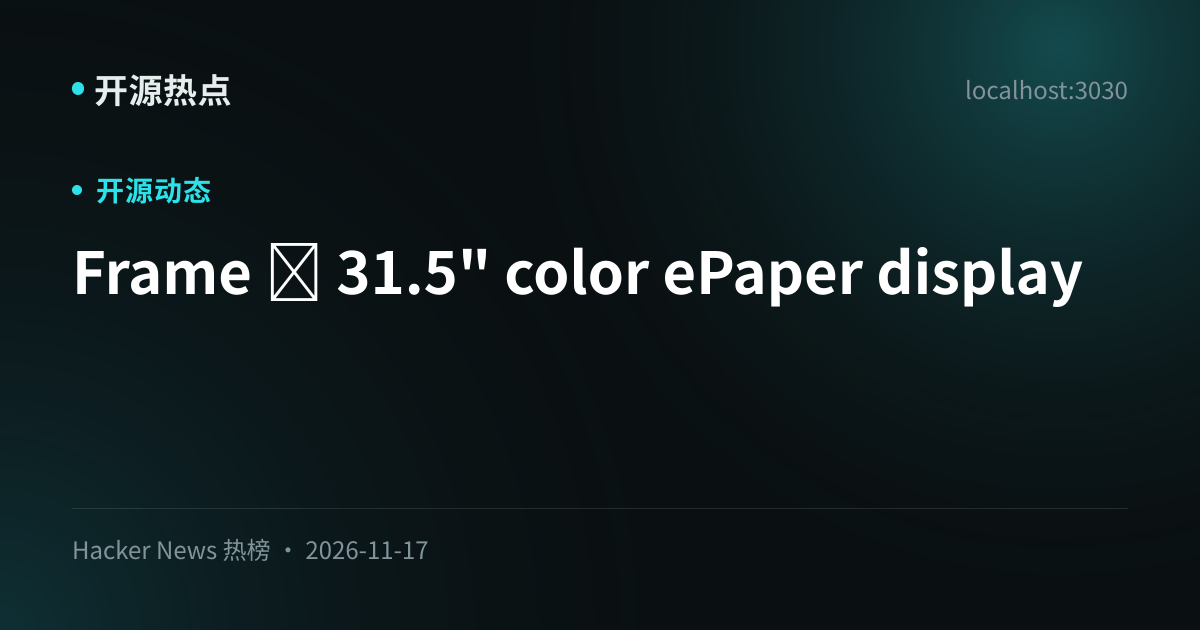 开源热点
localhost:3030
开源动态
Frame 31.5" color ePaper display
Hacker News 热榜 · 2026-11-17